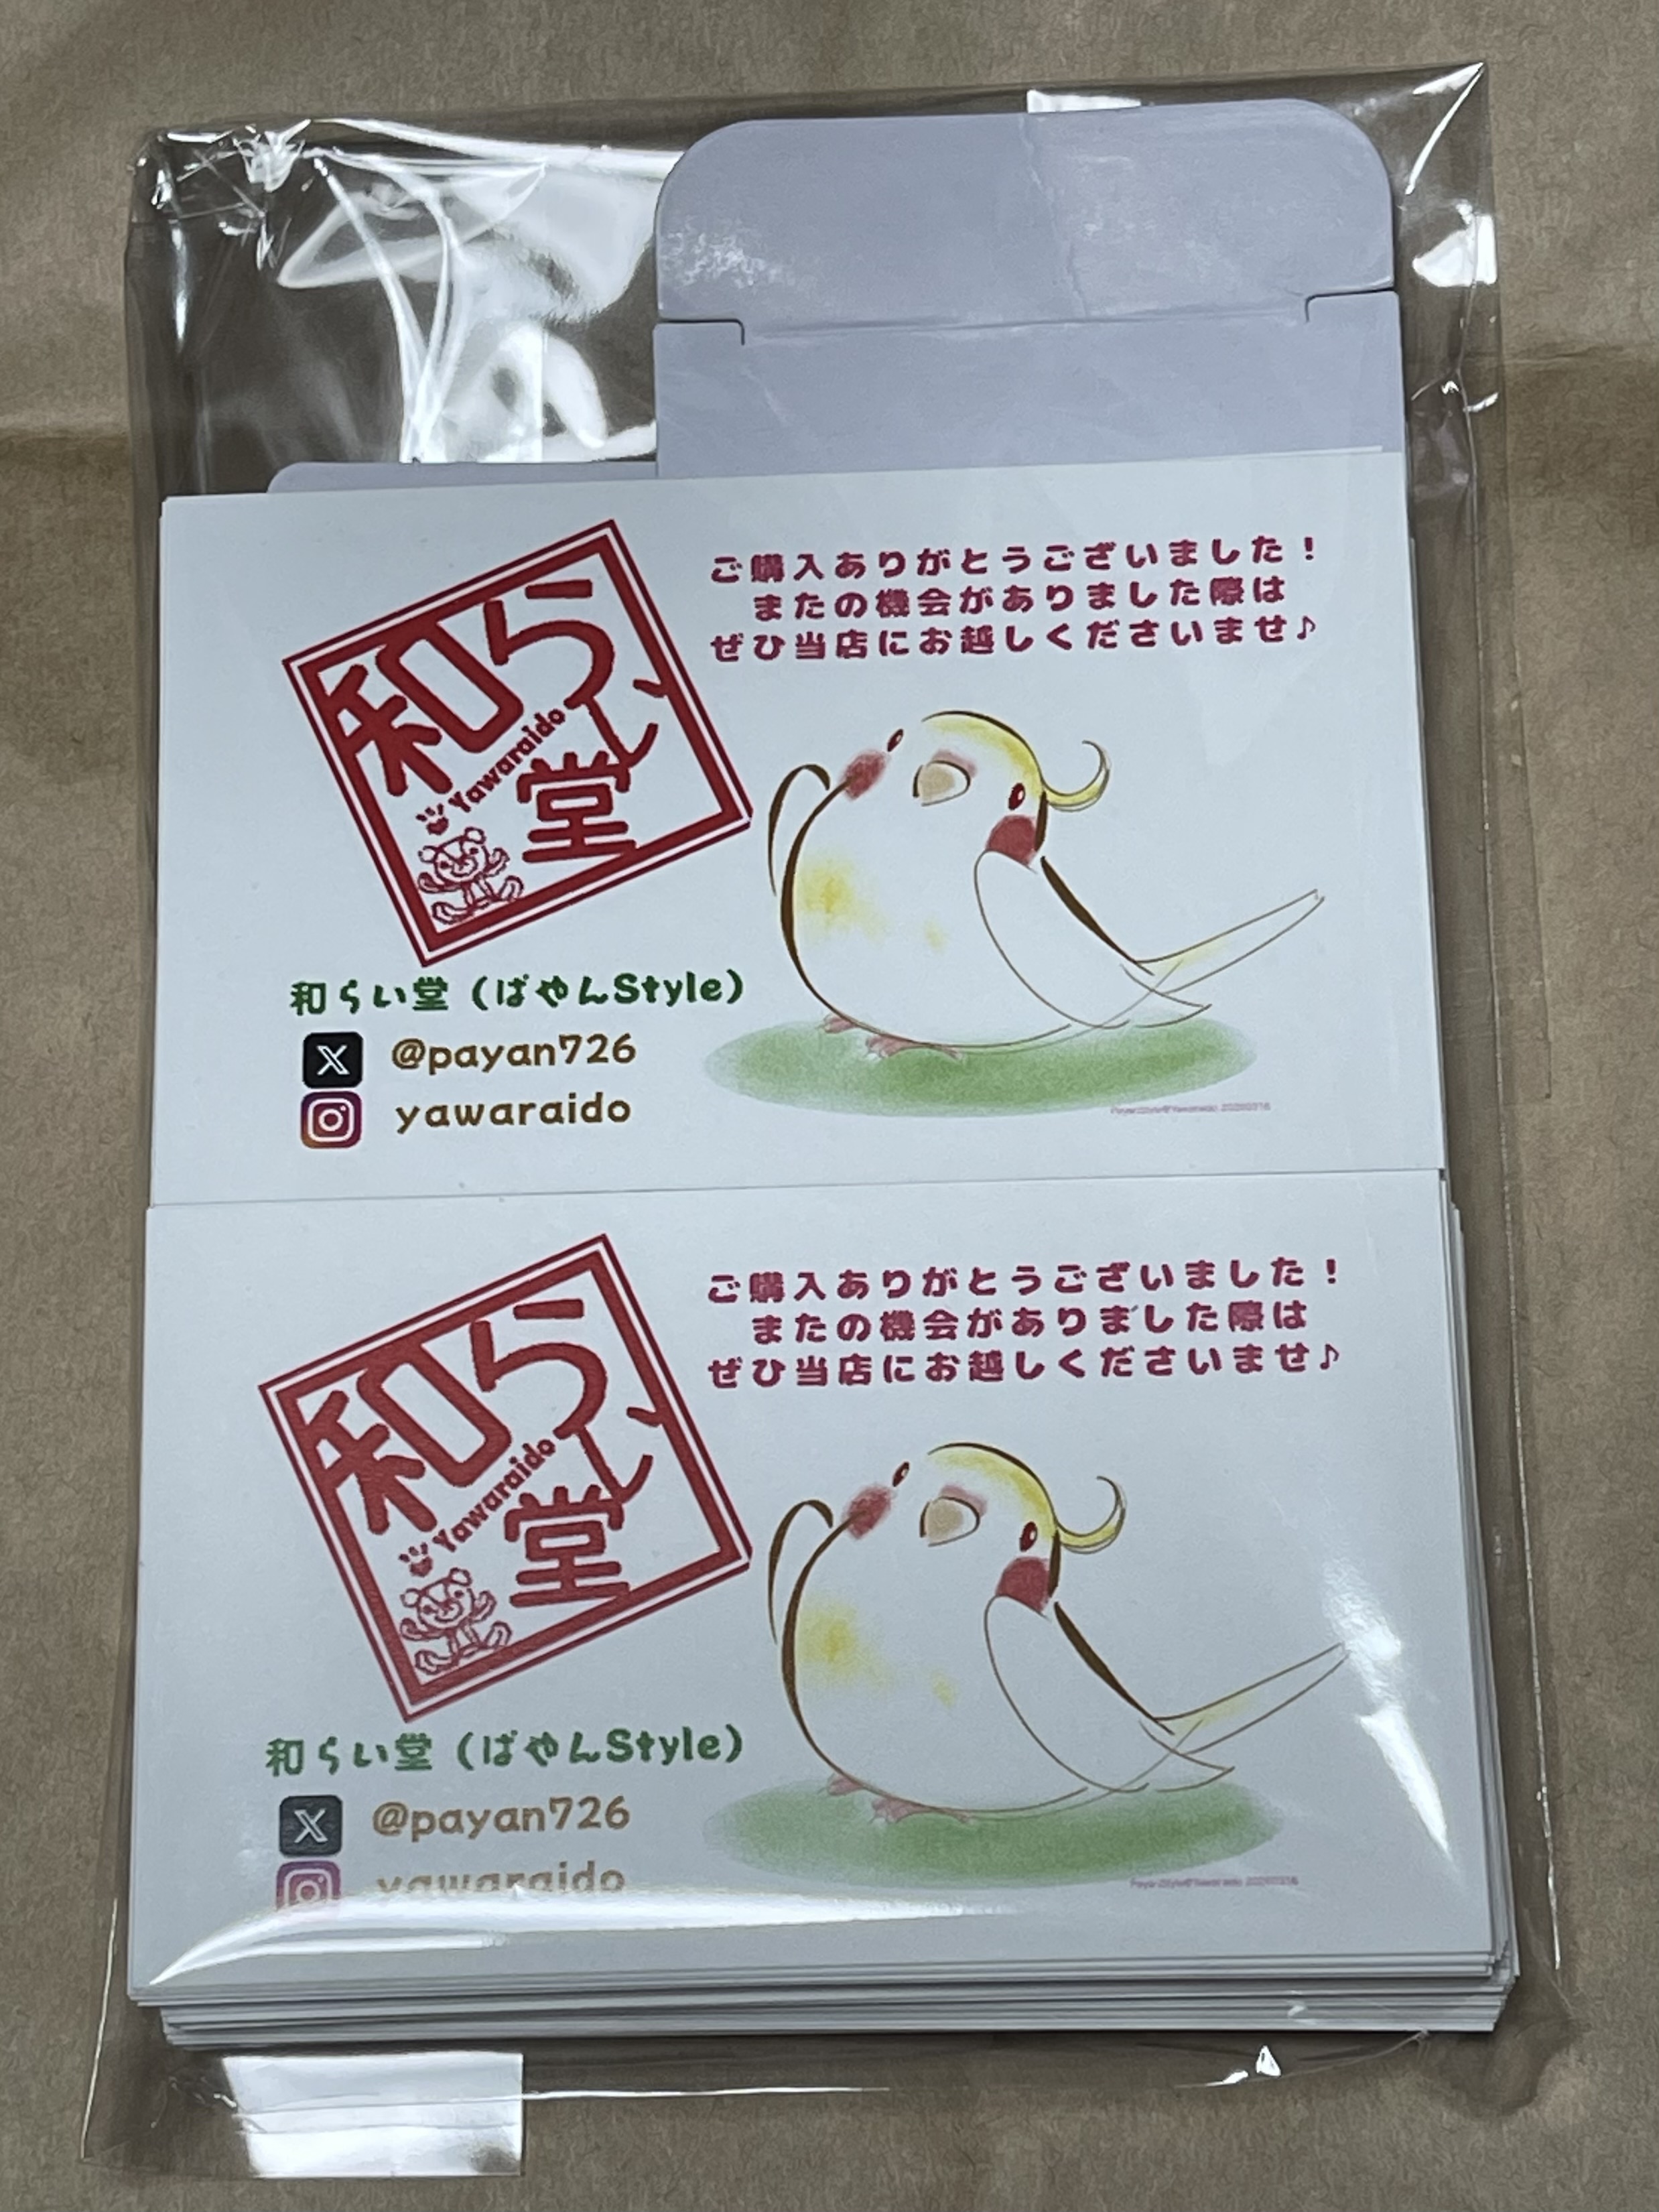 和らい堂
Yawaraido
ご購入ありがとうございました！
またの機会がありました際は
ぜひ当店にお越しくださいませ♪
和らい堂（ぱやんStyle）
@payan726
yawaraido
和らい堂
Yawaraido
ご購入ありがとうございました！
またの機会がありました際は
ぜひ当店にお越しくださいませ♪
和らい堂（ぱやんStyle）
@payan726
yawaraido